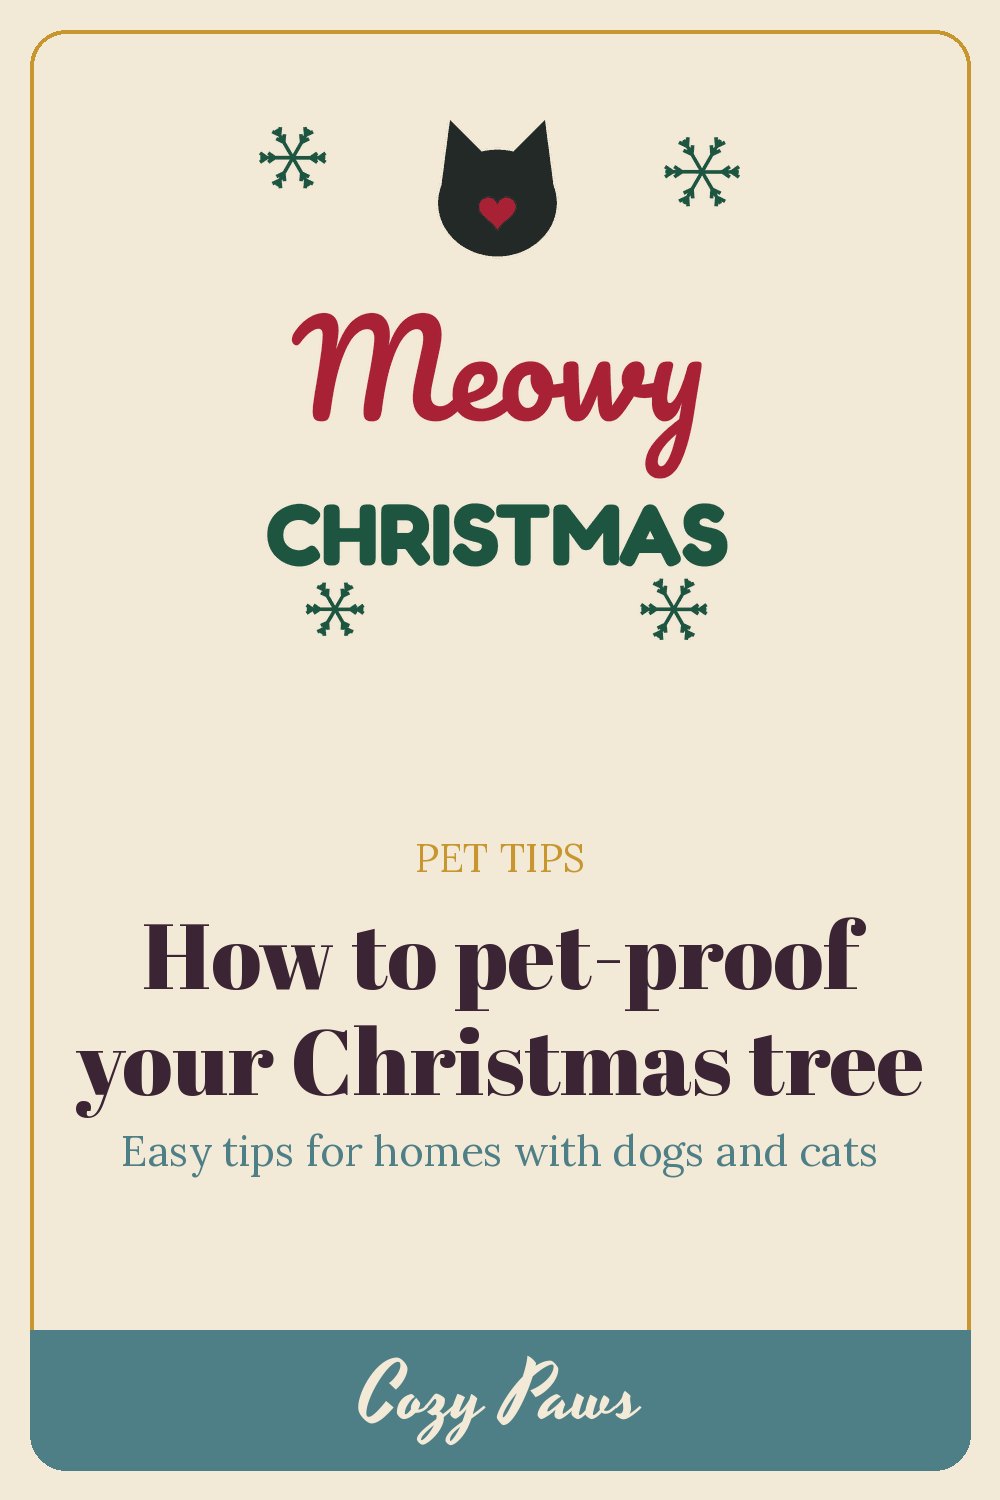 Meowy
CHRISTMAS
PET TIPS
How to pet-proof
your Christmas tree
Easy tips for homes with dogs and cats
Cozy Paws